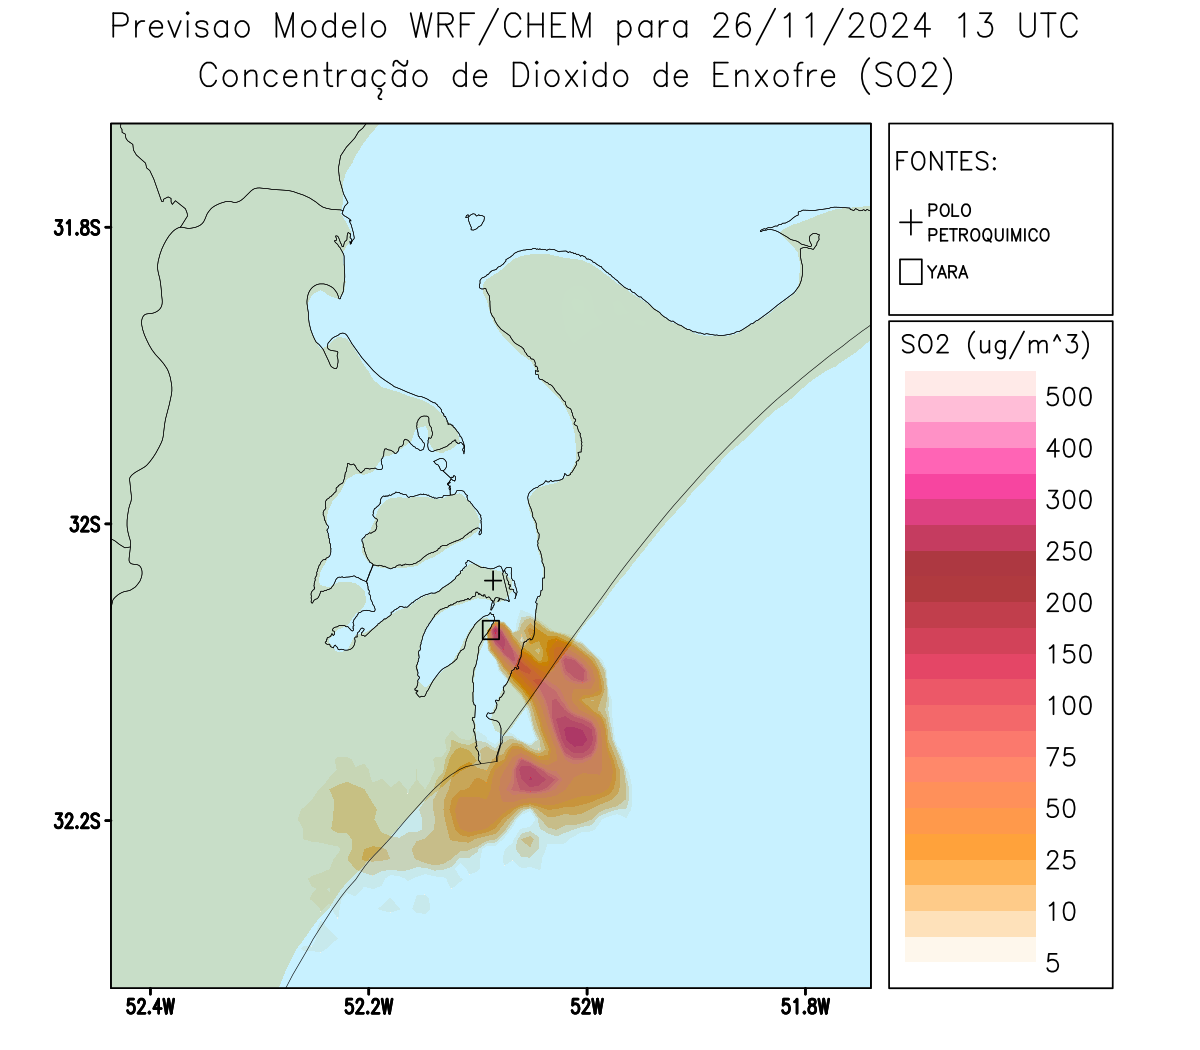 Previsao Modelo WRF/CHEM para 26/11/2024 13 UTC
Concentração de Dioxido de Enxofre (SO2)
FONTES:
POLO
PETROQUIMICO
YARA
SO2 (ug/m^3)
500
400
300
250
200
150
100
75
50
25
10
5
31.8S
32S
32.2S
52.4W
52.2W
52W
51.8W